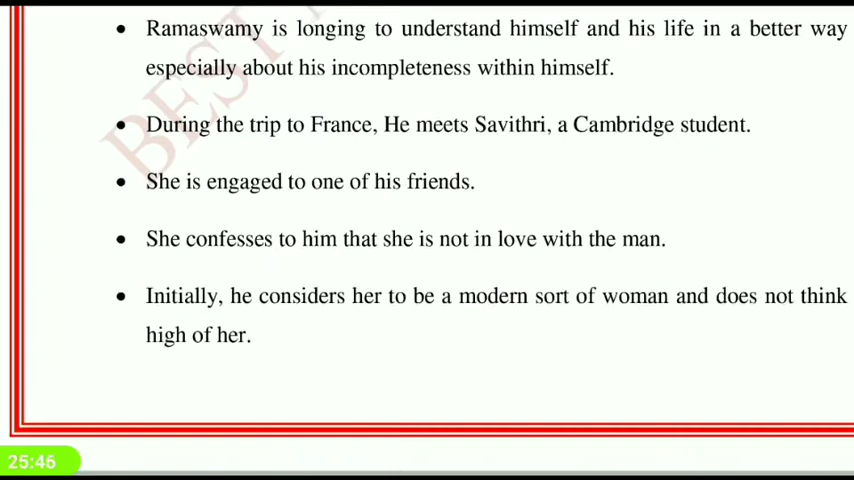 • Ramaswamy is longing to understand himself and his life in a better way
especially about his incompleteness within himself.
• During the trip to France, He meets Savithri, a Cambridge student.
• She is engaged to one of his friends.
• She confesses to him that she is not in love with the man.
• Initially, he considers her to be a modern sort of woman and does not think
high of her.
BEST
25:46